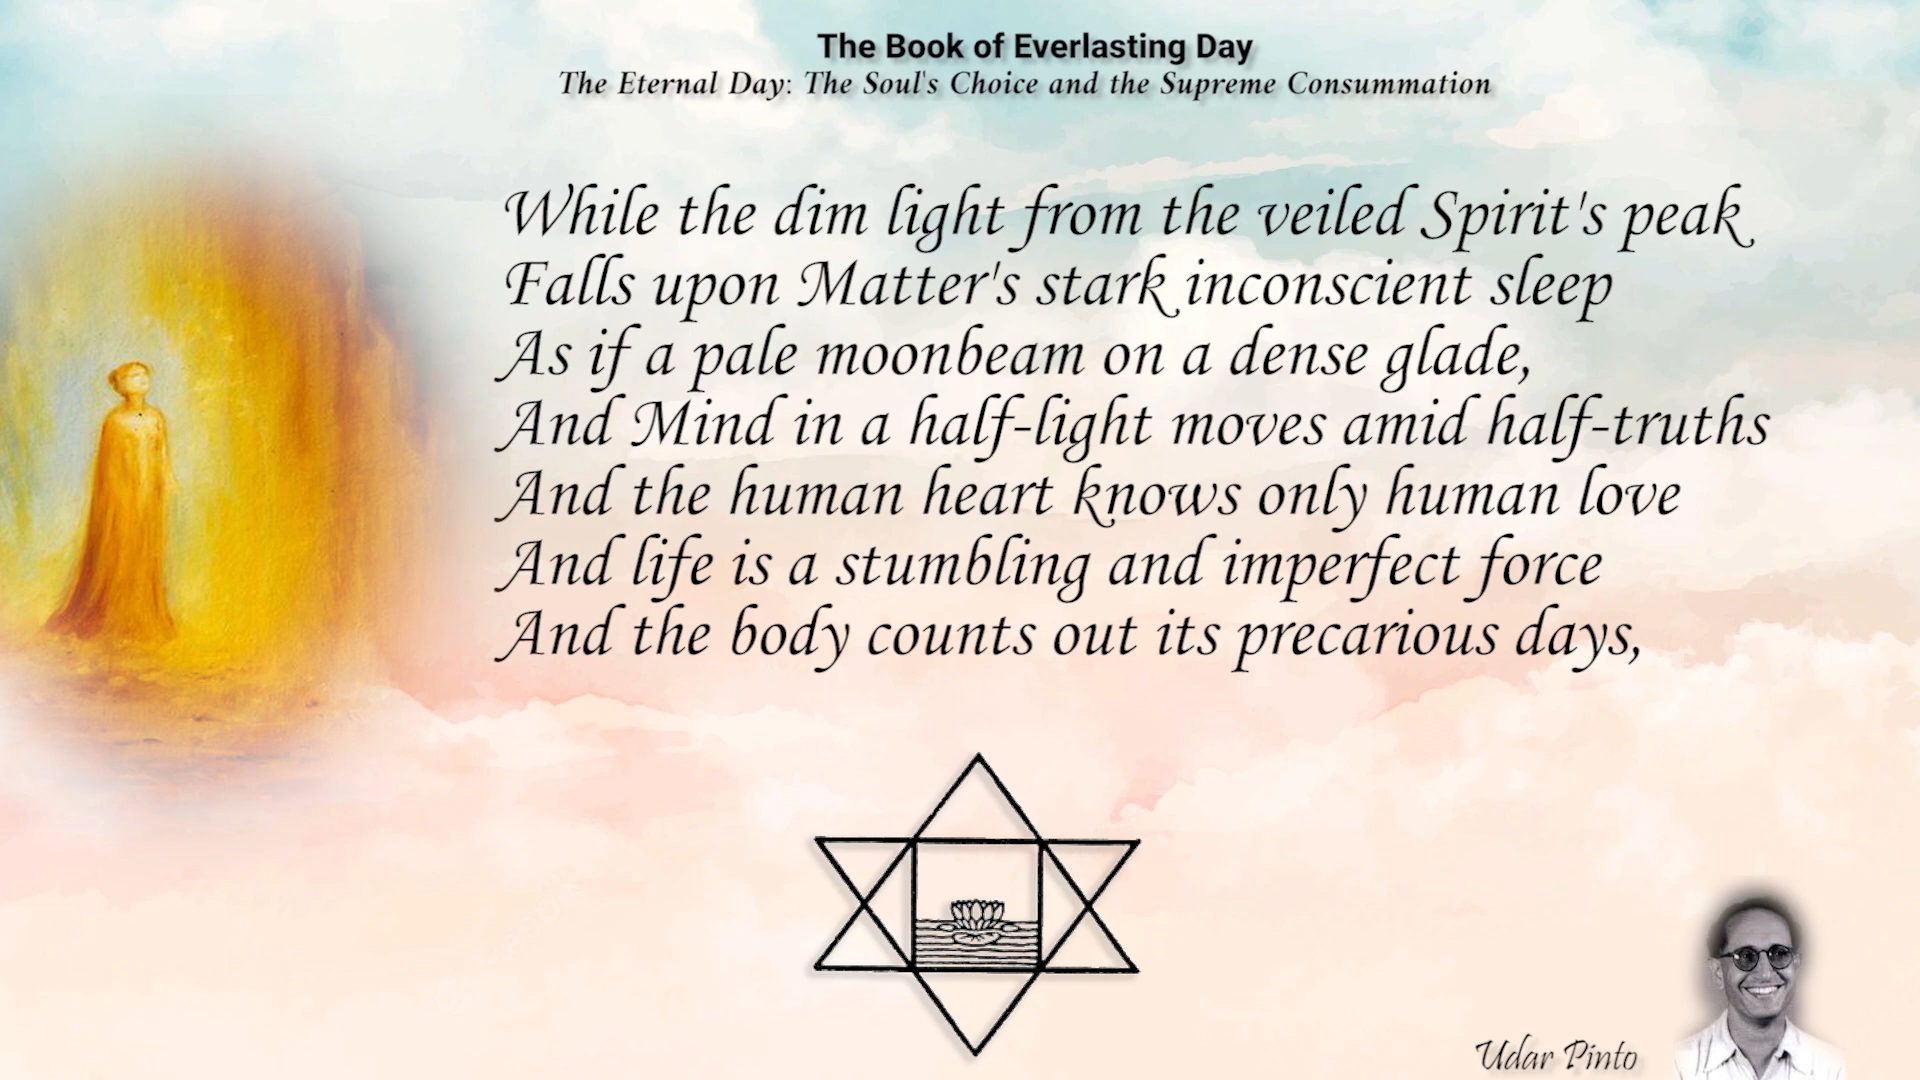 The Book of Everlasting Day
The Eternal Day: The Soul's Choice and the Supreme Consummation
While the dim light from the veiled Spirit's peak
Falls upon Matter's stark inconscient sleep
As if a pale moonbeam on a dense glade,
And Mind in a half-light moves amid half-truths
And the human heart knows only human love
And life is a stumbling and imperfect force
And the body counts out its precarious days,
Udar Pinto